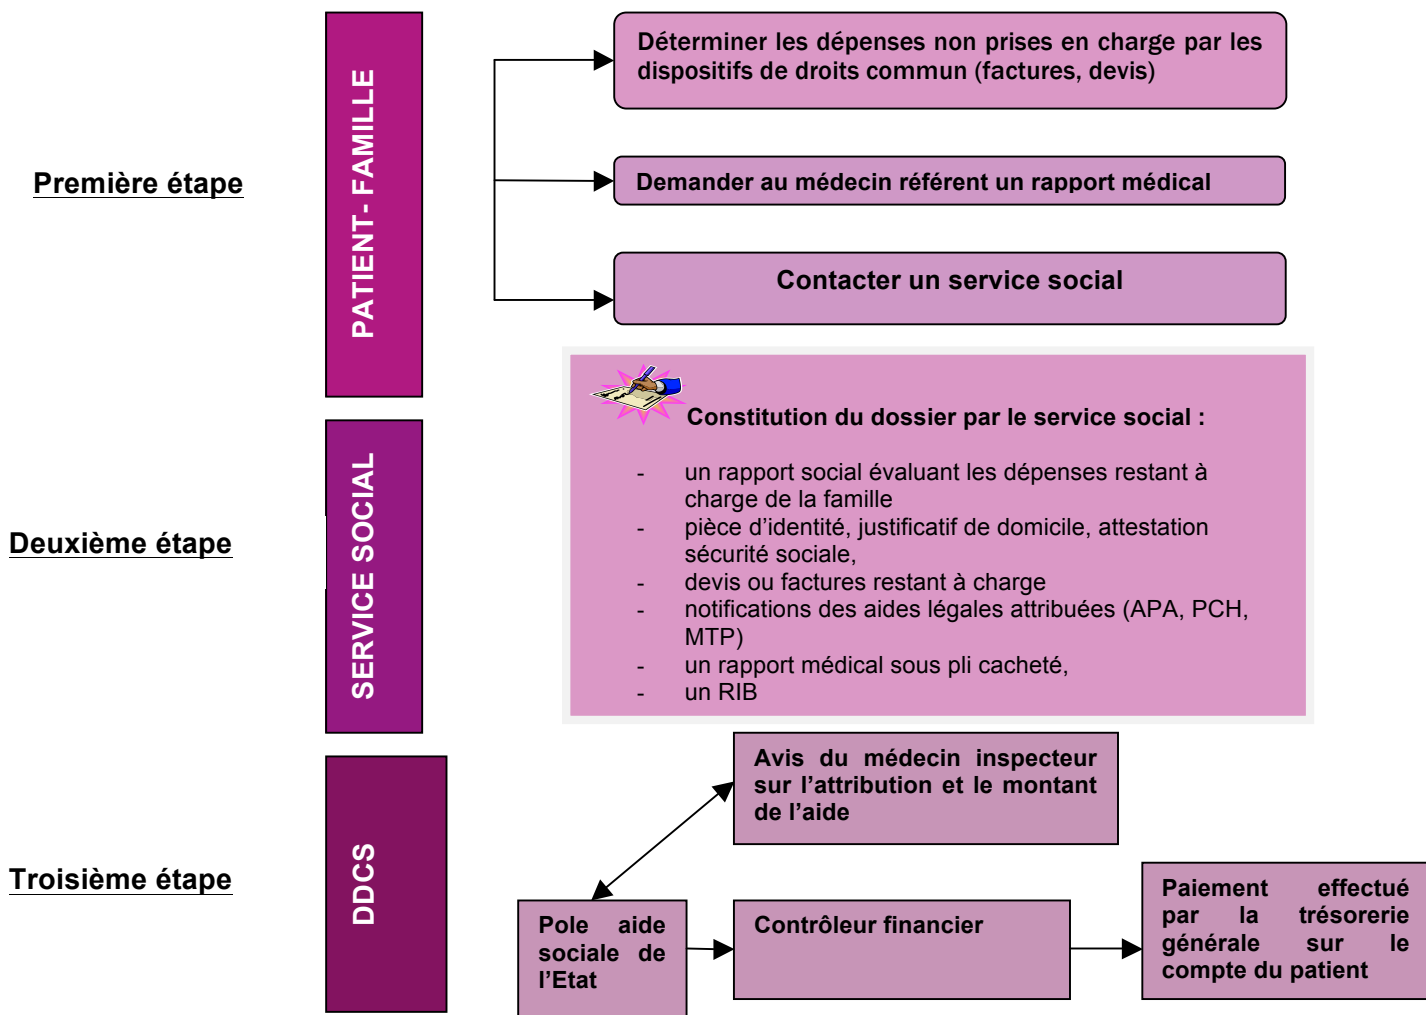 Première étape
PATIENT- FAMILLE
Déterminer les dépenses non prises en charge par les
dispositifs de droits commun (factures, devis)
Demander au médecin référent un rapport médical
Contacter un service social
Deuxième étape
SERVICE SOCIAL
Constitution du dossier par le service social :
- un rapport social évaluant les dépenses restant à
charge de la famille
- pièce d’identité, justificatif de domicile, attestation
sécurité sociale,
- devis ou factures restant à charge
- notifications des aides légales attribuées (APA, PCH,
MTP)
- un rapport médical sous pli cacheté,
- un RIB
Troisième étape
DDCS
Avis du médecin inspecteur
sur l’attribution et le montant
de l’aide
Pole aide
sociale de
l’Etat
Contrôleur financier
Paiement effectué
par la trésorerie
générale sur le
compte du patient